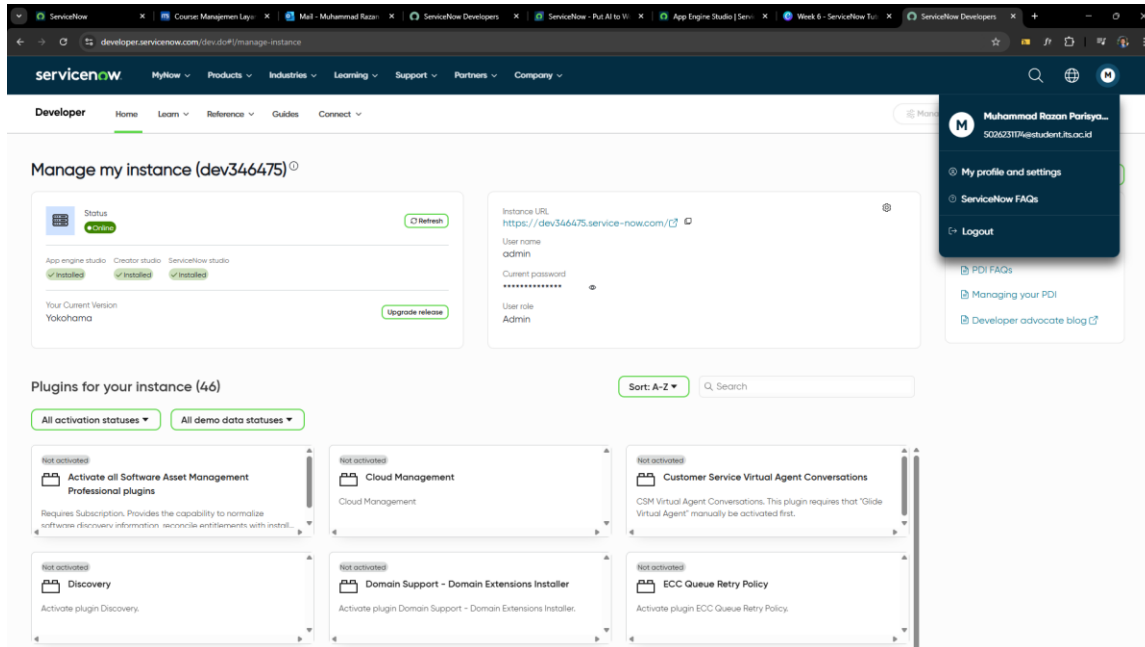 ServiceNow
Course: Manajemen Laya
Mail - Muhammad Razan
ServiceNow Developers
ServiceNow - Put AI to W
App Engine Studio | Servi
Week 6 - ServiceNow Tut
ServiceNow Developers
developer.servicenow.com/dev.do#!/manage-instance
servicenow
MyNow
Products
Industries
Learning
Support
Partners
Company
M
Developer
Home
Learn
Reference
Guides
Connect
Mana
M
Muhammad Razan Parisya...
5026231174@student.its.ac.id
My profile and settings
ServiceNow FAQs
Logout
Manage my instance (dev346475)
Status
Online
Refresh
App engine studio Creator studio ServiceNow studio
Installed Installed Installed
Your Current Version
Yokohama
Upgrade release
Instance URL
https://dev346475.service-now.com/
User name
admin
Current password
**************
User role
Admin
PDI FAQs
Managing your PDI
Developer advocate blog
Plugins for your instance (46)
Sort: A-Z
Search
All activation statuses
All demo data statuses
Not activated
Activate all Software Asset Management
Professional plugins
Requires Subscription. Provides the capability to normalize
software discovery information, reconcile entitlements with install...
Not activated
Cloud Management
Cloud Management
Not activated
Customer Service Virtual Agent Conversations
CSM Virtual Agent Conversations. This plugin requires that "Glide
Virtual Agent" manually be activated first.
Not activated
Discovery
Activate plugin Discovery.
Not activated
Domain Support - Domain Extensions Installer
Activate plugin Domain Support - Domain Extensions Installer.
Not activated
ECC Queue Retry Policy
Activate plugin ECC Queue Retry Policy.